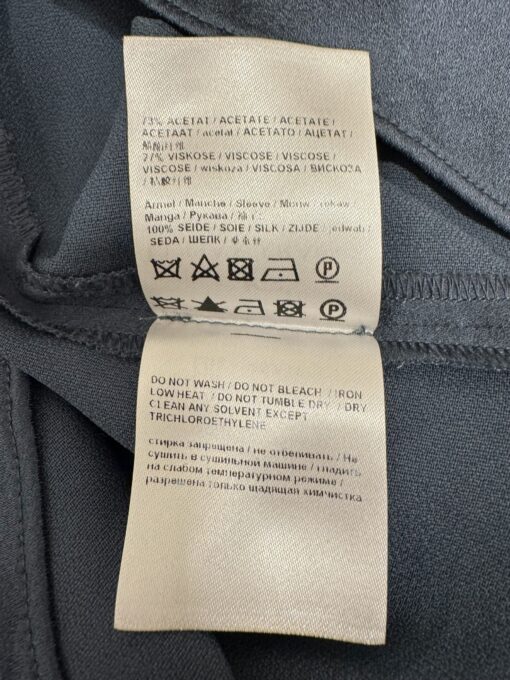 73% ACETAT / ACETATE / ACETATE /
ACETAAT / acetat / ACETATO / АЦЕТАТ /
27% VISKOSE / VISCOSE / VISCOSE /
VISCOSE / wiskoza / VISCOSA / ВИСКОЗА
Ärmel / Manche / Sleeve / Mouw / rękaw /
Manga / Рукава /
100% SEIDE / SOIE / SILK / ZIJDE / jedwab /
SEDA / ШЕЛК /
P
P
DO NOT WASH / DO NOT BLEACH / IRON
LOW HEAT / DO NOT TUMBLE DRY / DRY
CLEAN ANY SOLVENT EXCEPT
TRICHLOROETHYLENE
стирка запрещена / не отбеливать / Не
сушить в сушильной машине / гладить
на слабом температурном режиме /
разрешена только щадящая химчистка